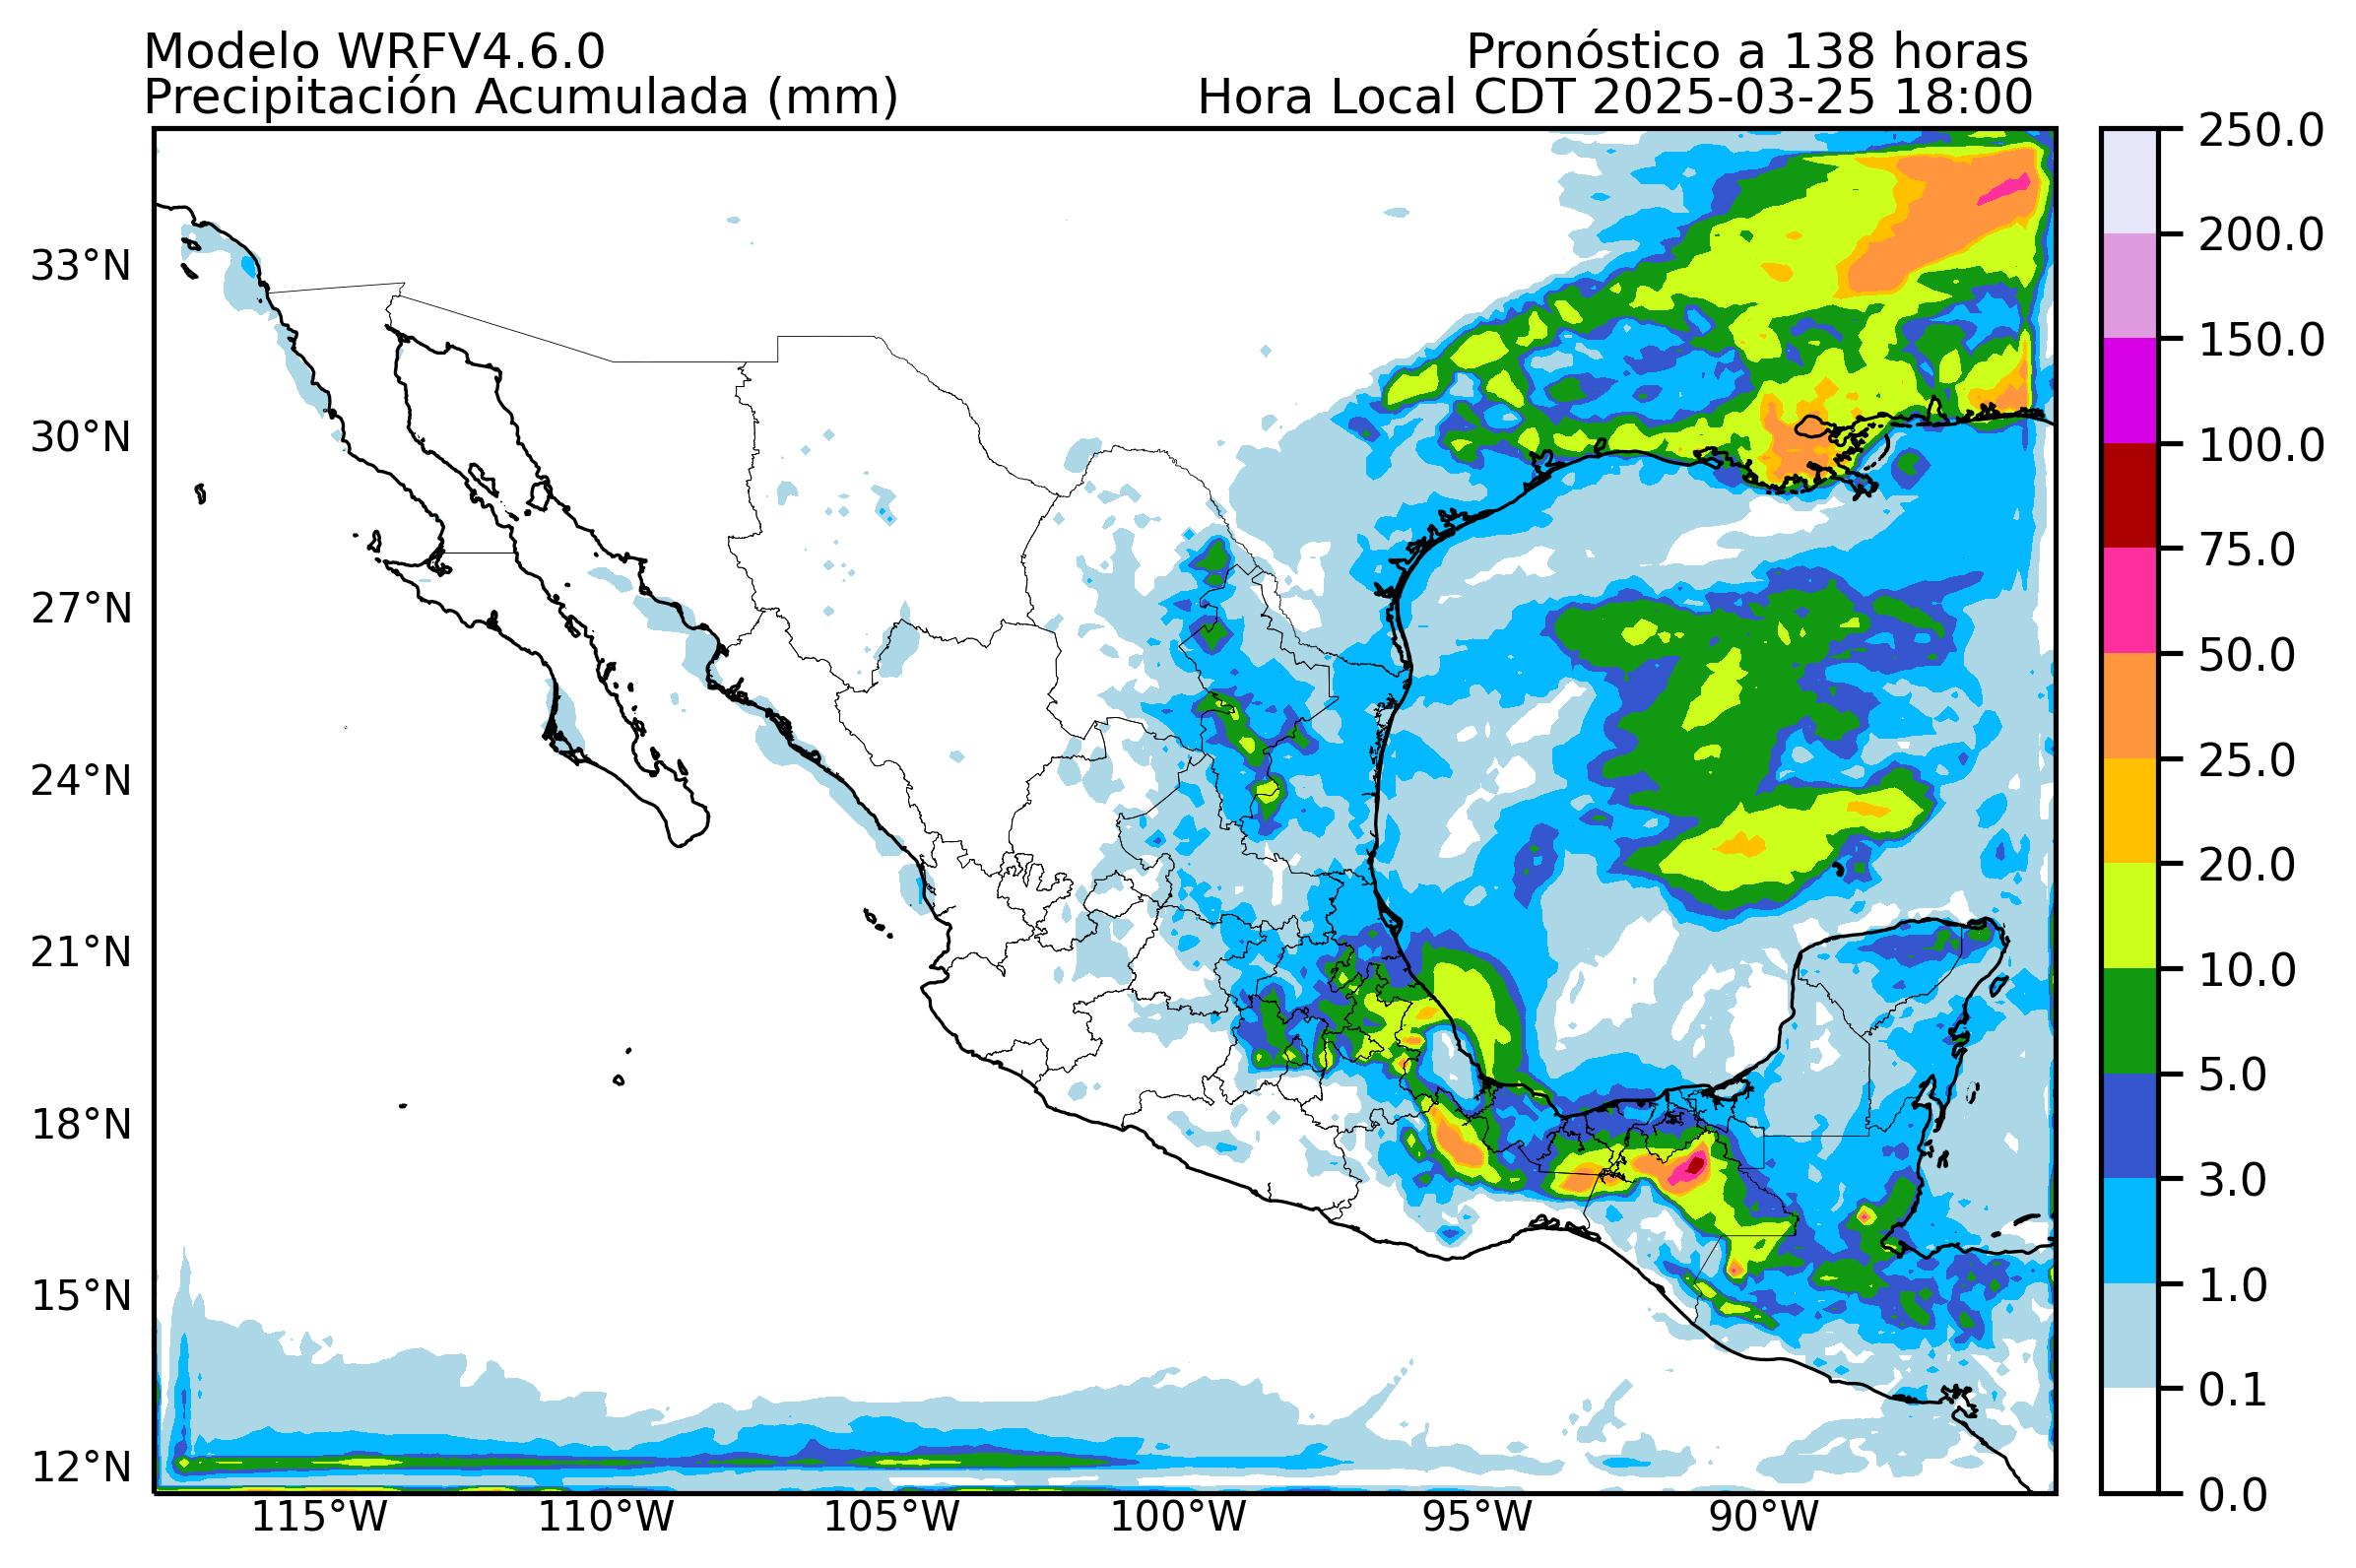 Modelo WRFV4.6.0
Pronóstico a 138 horas
Precipitación Acumulada (mm)
Hora Local CDT 2025-03-25 18:00
33°N
30°N
27°N
24°N
21°N
18°N
15°N
12°N
115°W
110°W
105°W
100°W
95°W
90°W
250.0
200.0
150.0
100.0
75.0
50.0
25.0
20.0
10.0
5.0
3.0
1.0
0.1
0.0